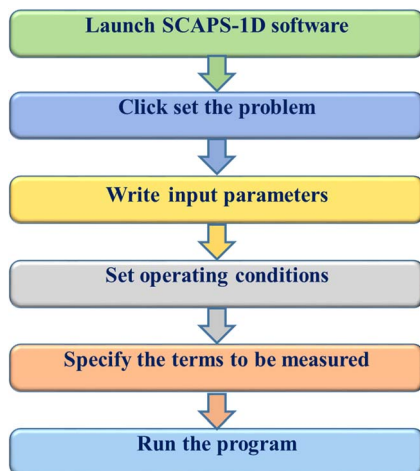 Launch SCAPS-1D software
Click set the problem
Write input parameters
Set operating conditions
Specify the terms to be measured
Run the program